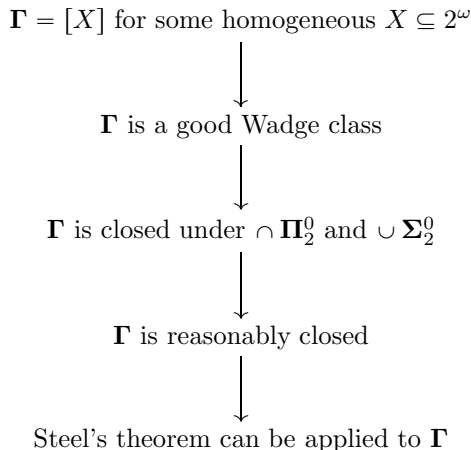 𝚪 = [X] for some homogeneous X ⊆ 2^ω
𝚪 is a good Wadge class
𝚪 is closed under ∩ 𝚷^0_2 and ∪ 𝚺^0_2
𝚪 is reasonably closed
Steel's theorem can be applied to 𝚪